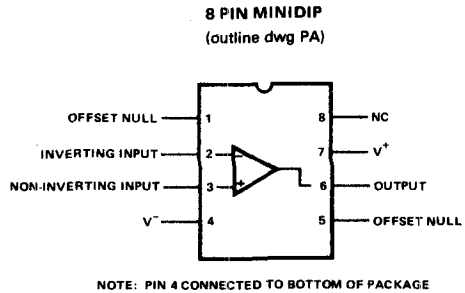 8 PIN MINIDIP
(outline dwg PA)
OFFSET NULL 1 8 NC
INVERTING INPUT 2 − 7 V+
NON-INVERTING INPUT 3 + 6 OUTPUT
V− 4 5 OFFSET NULL
NOTE: PIN 4 CONNECTED TO BOTTOM OF PACKAGE